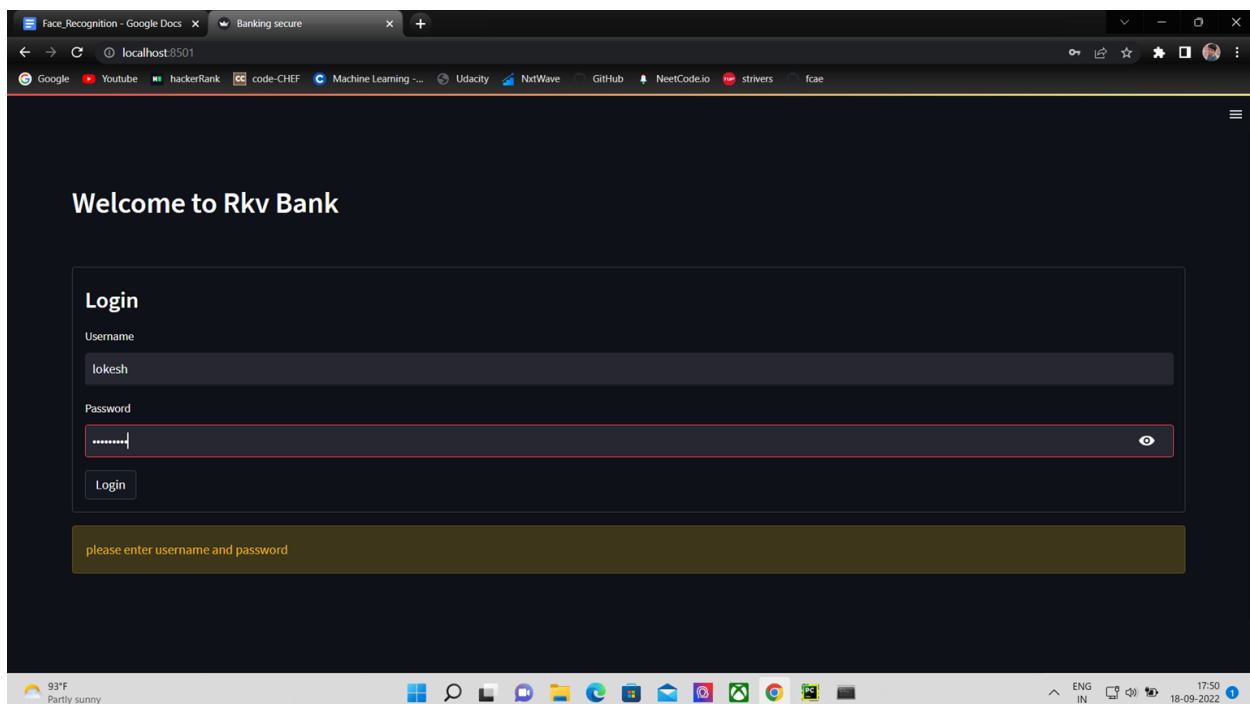 Face_Recognition - Google Docs
Banking secure
localhost:8501
Google Youtube hackerRank code-CHEF Machine Learning -... Udacity NxtWave GitHub NeetCode.io strivers fcae
Welcome to Rkv Bank
Login
Username
lokesh
Password
•••••••••
Login
please enter username and password
93°F
Partly sunny
ENG
IN
17:50
18-09-2022
1